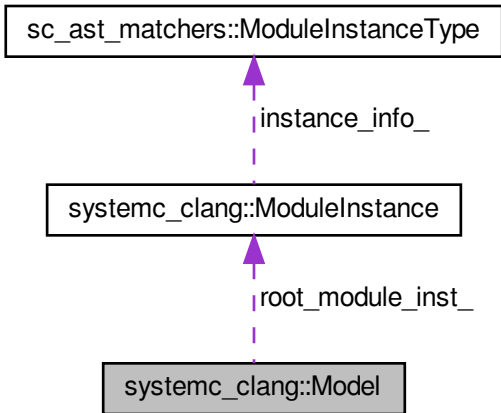 sc_ast_matchers::ModuleInstanceType
instance_info_
systemc_clang::ModuleInstance
root_module_inst_
systemc_clang::Model